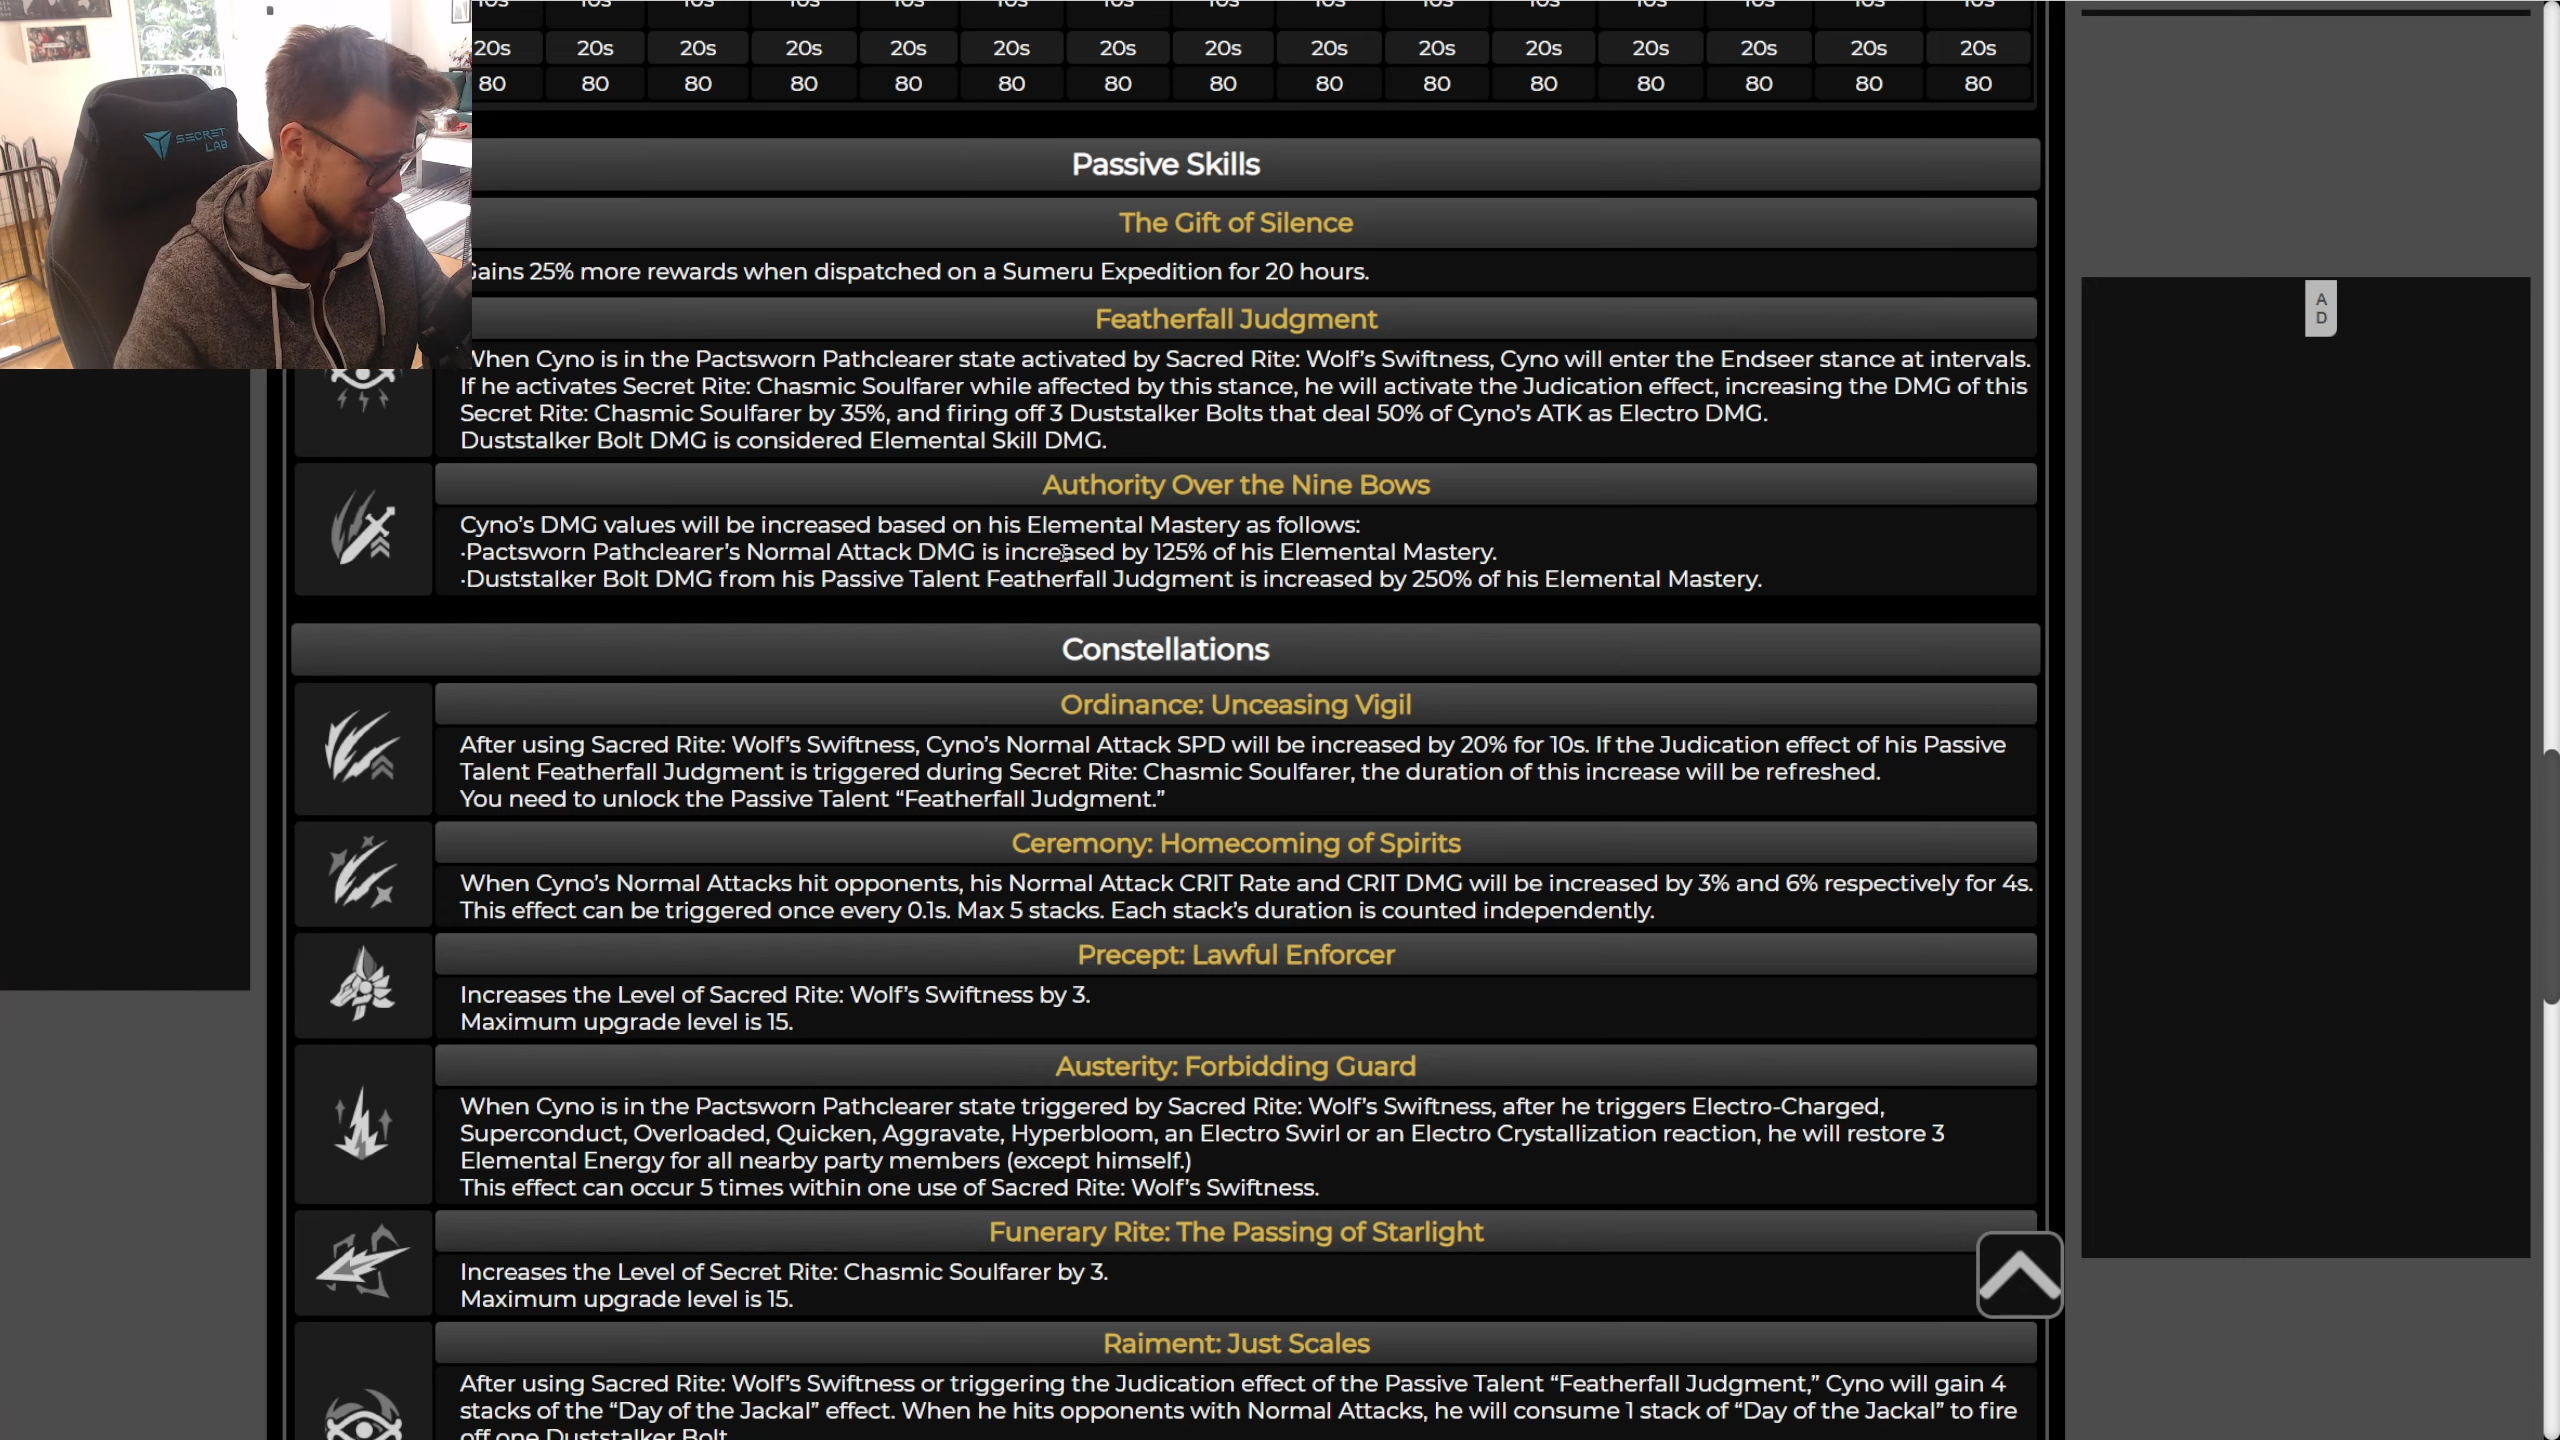 SECRET
LAB
20s 20s 20s 20s 20s 20s 20s 20s 20s 20s 20s 20s 20s 20s 20s
80 80 80 80 80 80 80 80 80 80 80 80 80 80 80
Passive Skills
The Gift of Silence
Gains 25% more rewards when dispatched on a Sumeru Expedition for 20 hours.
A
D
Featherfall Judgment
When Cyno is in the Pactsworn Pathclearer state activated by Sacred Rite: Wolf's Swiftness, Cyno will enter the Endseer stance at intervals.
If he activates Secret Rite: Chasmic Soulfarer while affected by this stance, he will activate the Judication effect, increasing the DMG of this
Secret Rite: Chasmic Soulfarer by 35%, and firing off 3 Duststalker Bolts that deal 50% of Cyno's ATK as Electro DMG.
Duststalker Bolt DMG is considered Elemental Skill DMG.
Authority Over the Nine Bows
Cyno's DMG values will be increased based on his Elemental Mastery as follows:
·Pactsworn Pathclearer's Normal Attack DMG is increased by 125% of his Elemental Mastery.
·Duststalker Bolt DMG from his Passive Talent Featherfall Judgment is increased by 250% of his Elemental Mastery.
Constellations
Ordinance: Unceasing Vigil
After using Sacred Rite: Wolf's Swiftness, Cyno's Normal Attack SPD will be increased by 20% for 10s. If the Judication effect of his Passive
Talent Featherfall Judgment is triggered during Secret Rite: Chasmic Soulfarer, the duration of this increase will be refreshed.
You need to unlock the Passive Talent “Featherfall Judgment.”
Ceremony: Homecoming of Spirits
When Cyno's Normal Attacks hit opponents, his Normal Attack CRIT Rate and CRIT DMG will be increased by 3% and 6% respectively for 4s.
This effect can be triggered once every 0.1s. Max 5 stacks. Each stack's duration is counted independently.
Precept: Lawful Enforcer
Increases the Level of Sacred Rite: Wolf's Swiftness by 3.
Maximum upgrade level is 15.
Austerity: Forbidding Guard
When Cyno is in the Pactsworn Pathclearer state triggered by Sacred Rite: Wolf's Swiftness, after he triggers Electro-Charged,
Superconduct, Overloaded, Quicken, Aggravate, Hyperbloom, an Electro Swirl or an Electro Crystallization reaction, he will restore 3
Elemental Energy for all nearby party members (except himself.)
This effect can occur 5 times within one use of Sacred Rite: Wolf's Swiftness.
Funerary Rite: The Passing of Starlight
Increases the Level of Secret Rite: Chasmic Soulfarer by 3.
Maximum upgrade level is 15.
Raiment: Just Scales
After using Sacred Rite: Wolf's Swiftness or triggering the Judication effect of the Passive Talent “Featherfall Judgment,” Cyno will gain 4
stacks of the “Day of the Jackal” effect. When he hits opponents with Normal Attacks, he will consume 1 stack of “Day of the Jackal” to fire
off one Duststalker Bolt.